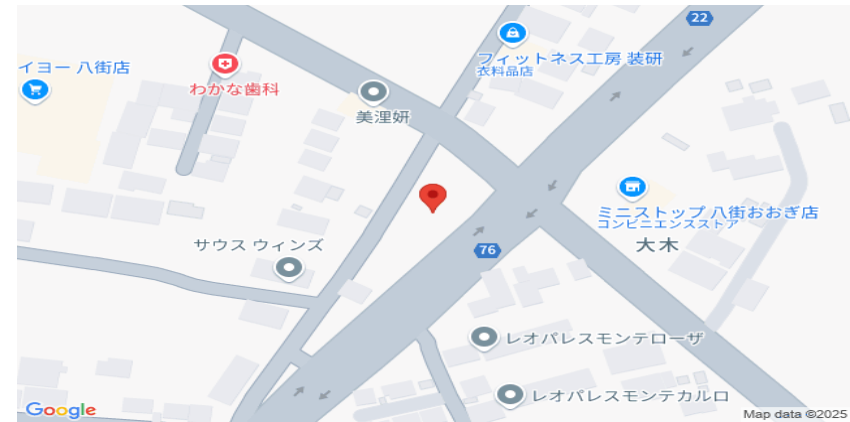 22
フィットネス工房 装研
衣料品店
イヨー 八街店
わかな歯科
美浬妍
ミニストップ 八街おおぎ店
コンビニエンスストア
大木
サウス ウィンズ
76
レオパレスモンテローザ
レオパレスモンテカルロ
Google
Map data ©2025